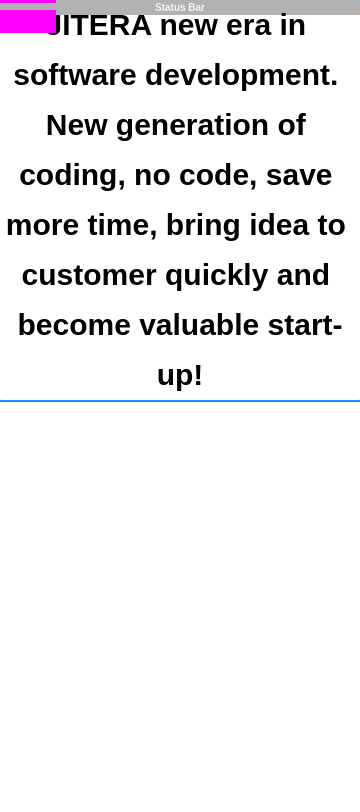 Status Bar
JITERA new era in
software development.
New generation of
coding, no code, save
more time, bring idea to
customer quickly and
become valuable start-
up!